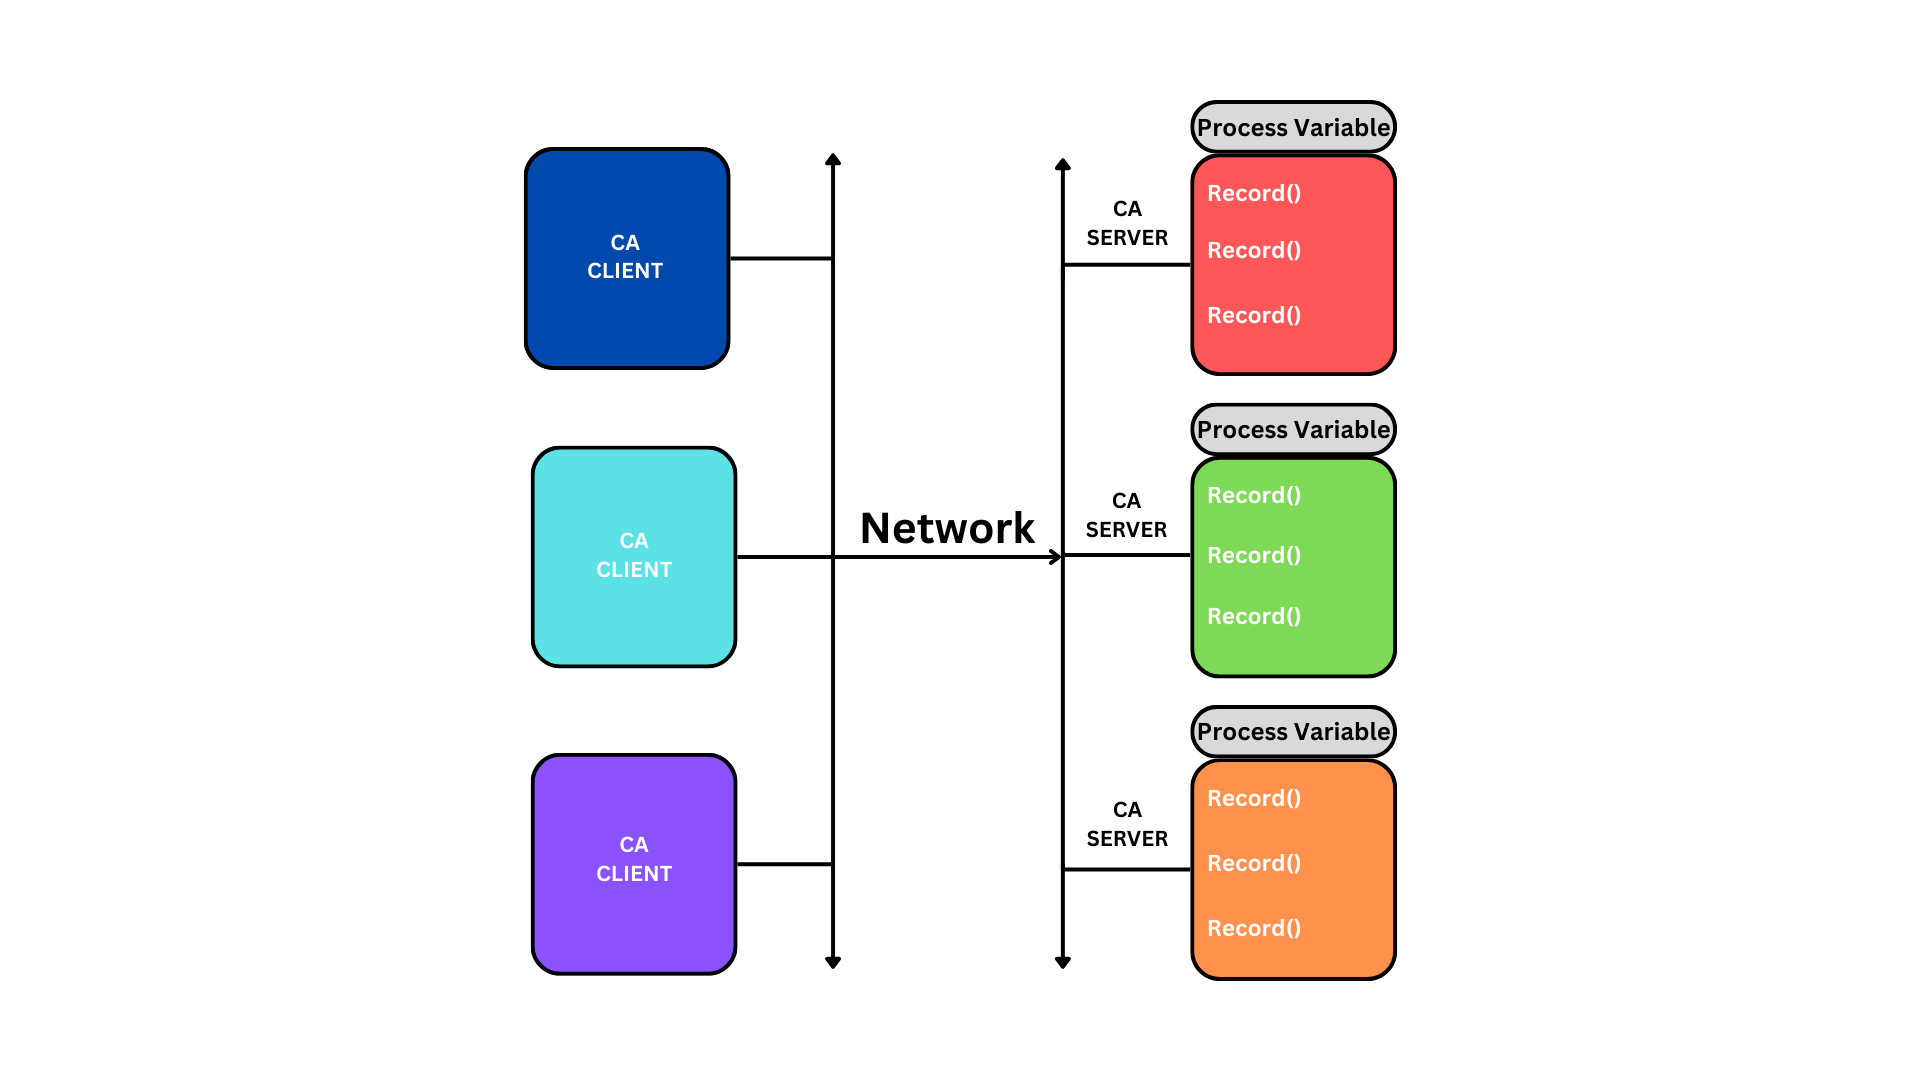 CA
CLIENT
CA
CLIENT
CA
CLIENT
Network
CA
SERVER
Process Variable
Record()
Record()
Record()
CA
SERVER
Process Variable
Record()
Record()
Record()
CA
SERVER
Process Variable
Record()
Record()
Record()